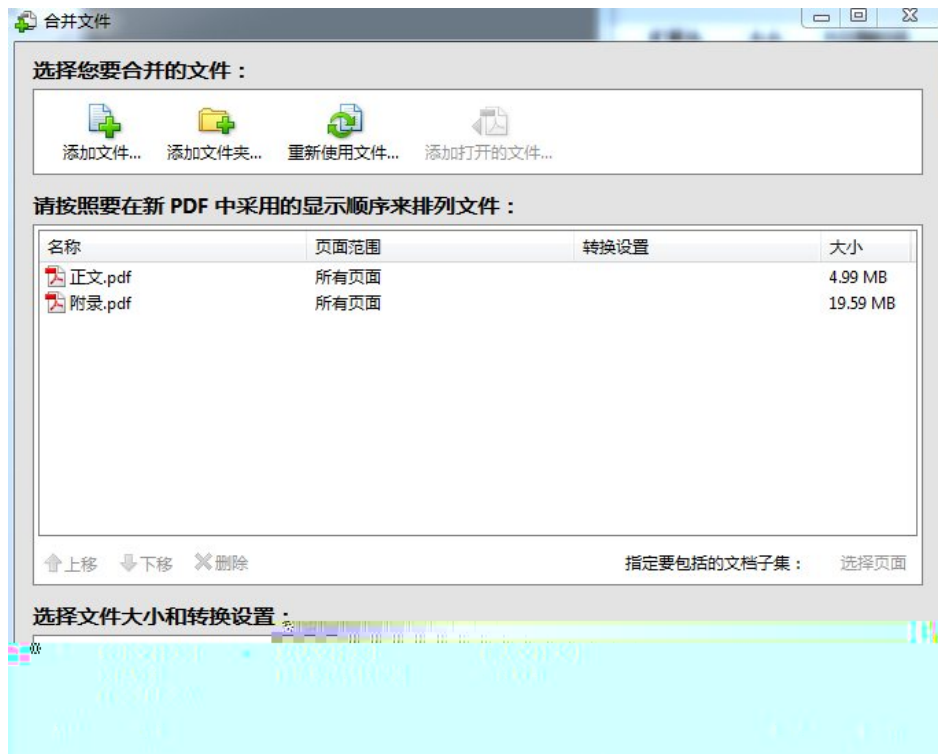 合并文件
选择您要合并的文件：
添加文件... 添加文件夹... 重新使用文件... 添加打开的文件...
请按照要在新 PDF 中采用的显示顺序来排列文件：
名称 页面范围 转换设置 大小
正文.pdf 所有页面 4.99 MB
附录.pdf 所有页面 19.59 MB
上移 下移 删除 指定要包括的文档子集： 选择页面
选择文件大小和转换设置：